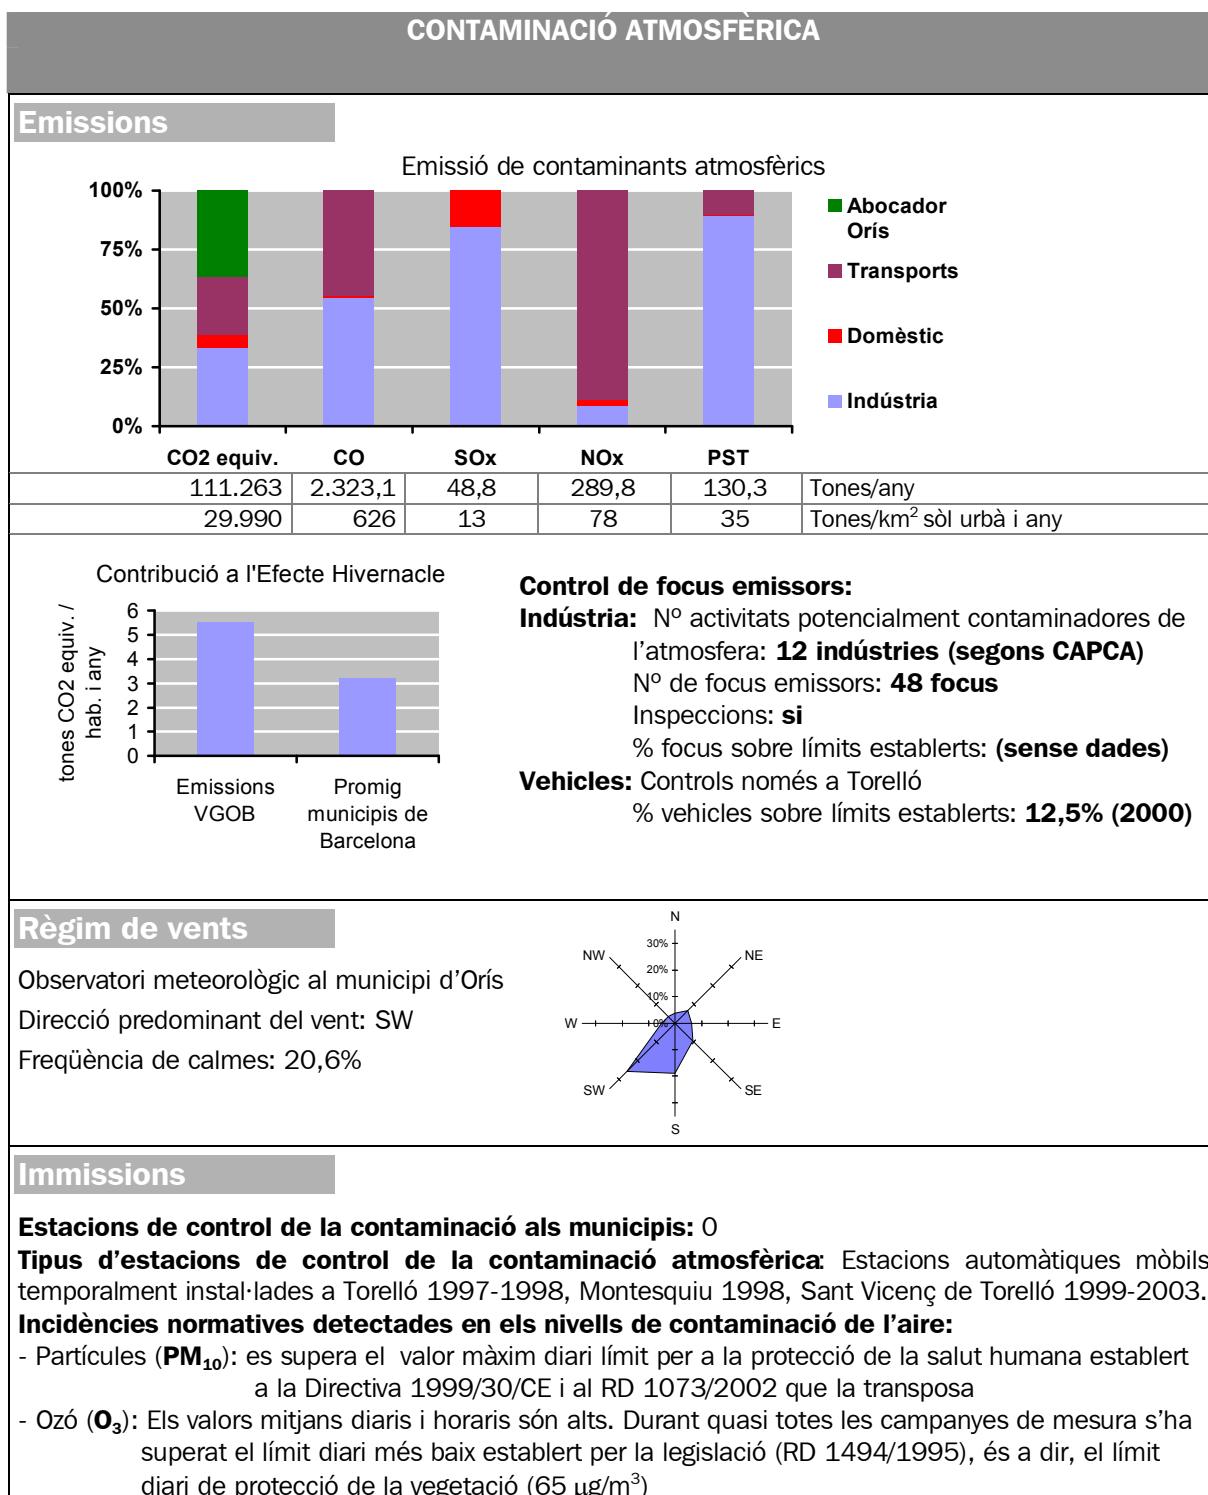 CONTAMINACIÓ ATMOSFÈRICA
Emissions
Emissió de contaminants atmosfèrics
100%
75%
50%
25%
0%
Abocador
Orís
Transports
Domèstic
Indústria
CO2 equiv. CO SOx NOx PST
111.263 2.323,1 48,8 289,8 130,3 Tones/any
29.990 626 13 78 35 Tones/km² sòl urbà i any
Contribució a l'Efecte Hivernacle
tones CO2 equiv. /
hab. i any
6
5
4
3
2
1
0
Emissions
VGOB
Promig
municipis de
Barcelona
Control de focus emissors:
Indústria: Nº activitats potencialment contaminadores de
l’atmosfera: 12 indústries (segons CAPCA)
Nº de focus emissors: 48 focus
Inspeccions: si
% focus sobre límits establerts: (sense dades)
Vehicles: Controls només a Torelló
% vehicles sobre límits establerts: 12,5% (2000)
Règim de vents
Observatori meteorològic al municipi d’Orís
Direcció predominant del vent: SW
Freqüència de calmes: 20,6%
N
30%
NW NE
20%
10%
W 0% E
SW SE
S
Immissions
Estacions de control de la contaminació als municipis: 0
Tipus d’estacions de control de la contaminació atmosfèrica: Estacions automàtiques mòbils
temporalment instal·lades a Torelló 1997-1998, Montesquiu 1998, Sant Vicenç de Torelló 1999-2003.
Incidències normatives detectades en els nivells de contaminació de l’aire:
- Partícules (PM₁₀): es supera el valor màxim diari límit per a la protecció de la salut humana establert
a la Directiva 1999/30/CE i al RD 1073/2002 que la transposa
- Ozó (O₃): Els valors mitjans diaris i horaris són alts. Durant quasi totes les campanyes de mesura s’ha
superat el límit diari més baix establert per la legislació (RD 1494/1995), és a dir, el límit
diari de protecció de la vegetació (65 µg/m³)